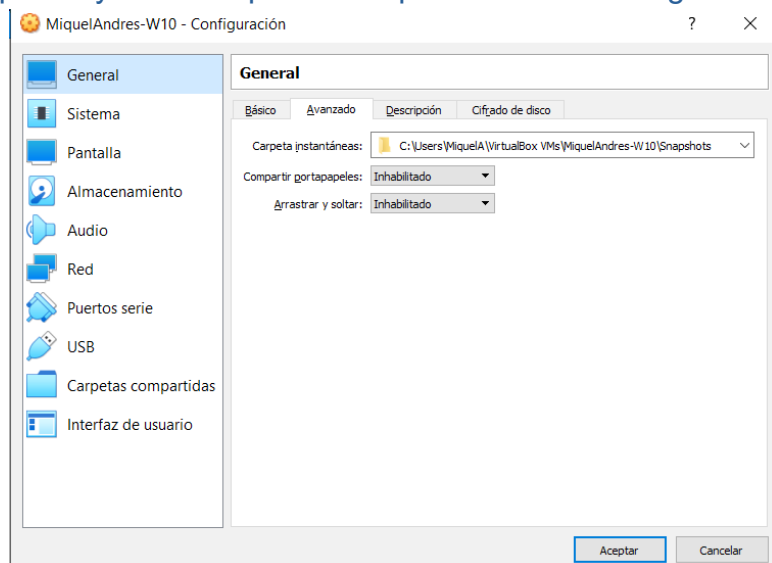 MiquelAndres-W10 - Configuración ? ×
General
Sistema
Pantalla
Almacenamiento
Audio
Red
Puertos serie
USB
Carpetas compartidas
Interfaz de usuario
General
Básico Avanzado Descripción Cifrado de disco
Carpeta instantáneas: C:\Users\MiquelA\VirtualBox VMs\MiquelAndres-W10\Snapshots
Compartir portapapeles: Inhabilitado
Arrastrar y soltar: Inhabilitado
Aceptar Cancelar